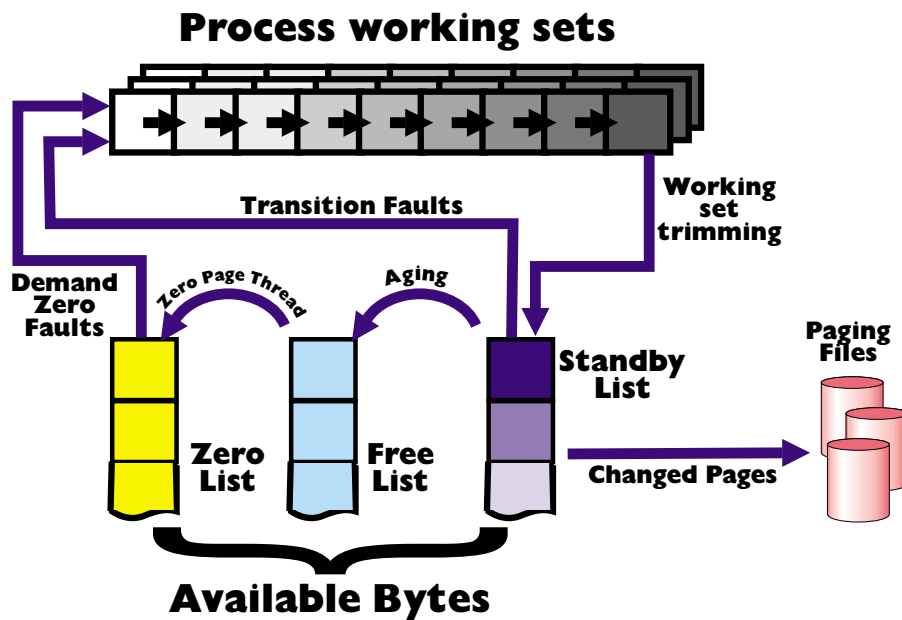 Process working sets
Transition Faults
Working
set
trimming
Demand
Zero
Faults
Zero Page Thread
Aging
Paging
Files
Standby
List
Zero
List
Free
List
Changed Pages
Available Bytes